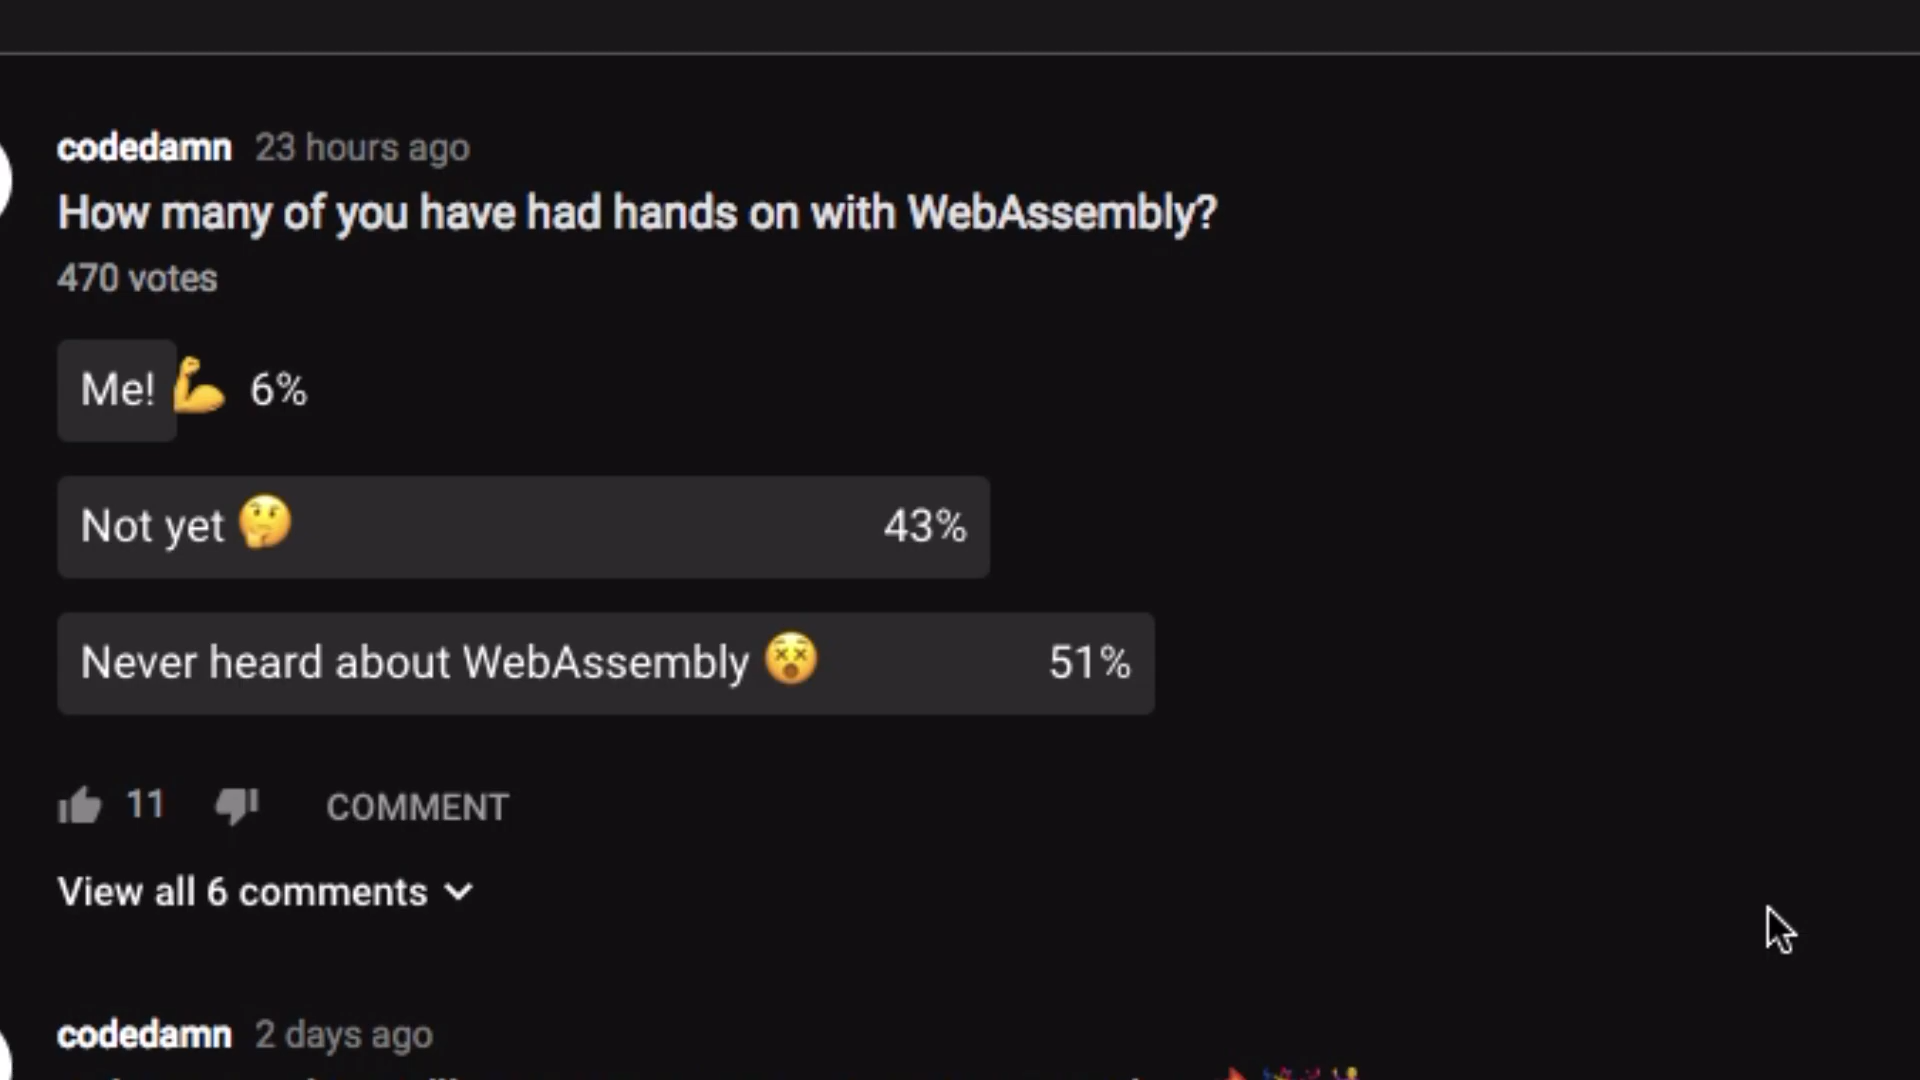 codedamn 23 hours ago
How many of you have had hands on with WebAssembly?
470 votes
Me! 💪 6%
Not yet 🤔 43%
Never heard about WebAssembly 😵 51%
11 COMMENT
View all 6 comments
codedamn 2 days ago